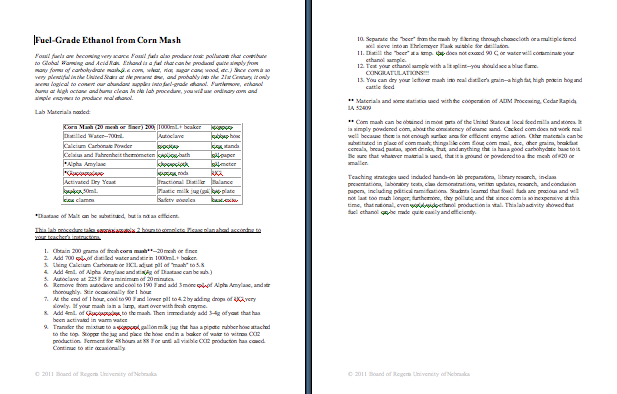 Fuel-Grade Ethanol from Corn Mash
Fossil fuels are becoming very scarce. Fossil fuels also produce toxic pollutants that contribute
to Global Warming and Acid Rain. Ethanol is a fuel that can be produced quite simply from
many forms of carbohydrate mash(i.e. corn, wheat, rice, sugar cane, wood, etc.) Since corn is so
very plentiful in the United States at the present time, and probably into the 21st Century, it only
seems logical to convert our abundant supplies into fuel-grade ethanol. Furthermore, ethanol
burns at high octane and burns clean. In this lab procedure, you will use ordinary corn and
simple enzymes to produce real ethanol.
Lab Materials needed:
Corn Mash (20 mesh or finer) 200 1000mL+ beaker
Distilled Water--700mL Autoclave hose
Calcium Carbonate Powder stands
Celsius and Fahrenheit thermometers bath paper
*Alpha Amylase meter
rods
Activated Dry Yeast Fractional Distiller Balance
50mL Plastic milk jug (gal plate
clamps Safety goggles
*Diastase of Malt can be substituted, but is not as efficient.
This lab procedure takes 2 hours to complete. Please plan ahead according to
your teacher's instructions.
1. Obtain 200 grams of fresh corn mash**--20 mesh or finer
2. Add 700 of distilled water and stir in 1000mL+ beaker.
3. Using Calcium Carbonate or HCL adjust pH of "mash" to 5.8
4. Add 4mL of Alpha Amylase and stir of Diastase can be sub.)
5. Autoclave at 225 F for a minimum of 20 minutes.
6. Remove from autoclave and cool to 190 F and add 3 more of Alpha Amylase, and stir
thoroughly. Stir occasionally for 1 hour.
7. At the end of 1 hour, cool to 90 F and lower pH to 4.2 by adding drops of very
slowly. If your mash is in a lump, start over with fresh enzyme.
8. Add 4mL of to the mash. Then immediately add 3-4g of yeast that has
been activated in warm water.
9. Transfer the mixture to a gallon milk jug that has a pipette rubber hose attached
to the top. Stopper the jug and place the hose end in a beaker of water to witness CO2
production. Ferment for 48 hours at 88 F or until all visible CO2 production has ceased.
Continue to stir occasionally.
© 2011 Board of Regents University of Nebraska
10. Separate the "beer" from the mash by filtering through cheesecloth or a multiple tiered
soil sieve into an Erhlemeyer Flask suitable for distillation.
11. Distill the "beer" at a temp. does not exceed 90 C, or water will contaminate your
ethanol sample.
12. Test your ethanol sample with a lit splint--you should see a blue flame.
CONGRATULATIONS!!!!
13. You can dry your leftover mash into real distiller's grain--a high fat, high protein hog and
cattle feed.
** Materials and some statistics used with the cooperation of ADM Processing, Cedar Rapids,
IA 52409.
** Corn mash can be obtained in most parts of the United States at local feed mills and stores. It
is simply powdered corn, about the consistency of coarse sand. Cracked corn does not work real
well because there is not enough surface area for efficient enzyme action. Other materials can be
substituted in place of corn mash; things like corn flour, corn meal, rice, other grains, breakfast
cereals, bread, pastas, sport drinks, fruit, and anything that is has a good carbohydrate base to it.
Be sure that whatever material is used, that it is ground or powdered to a fine mesh of #20 or
smaller.
Teaching strategies used included hands-on lab preparations, library research, in-class
presentations, laboratory tests, class demonstrations, written updates, research, and conclusion
papers, including political ramifications. Students learned that fossil fuels are precious and will
not last too much longer; furthermore, they pollute; and that since corn is so inexpensive at this
time, that national, even ethanol production is vital. This lab activity showed that
fuel ethanol be made quite easily and efficiently.
© 2011 Board of Regents University of Nebraska